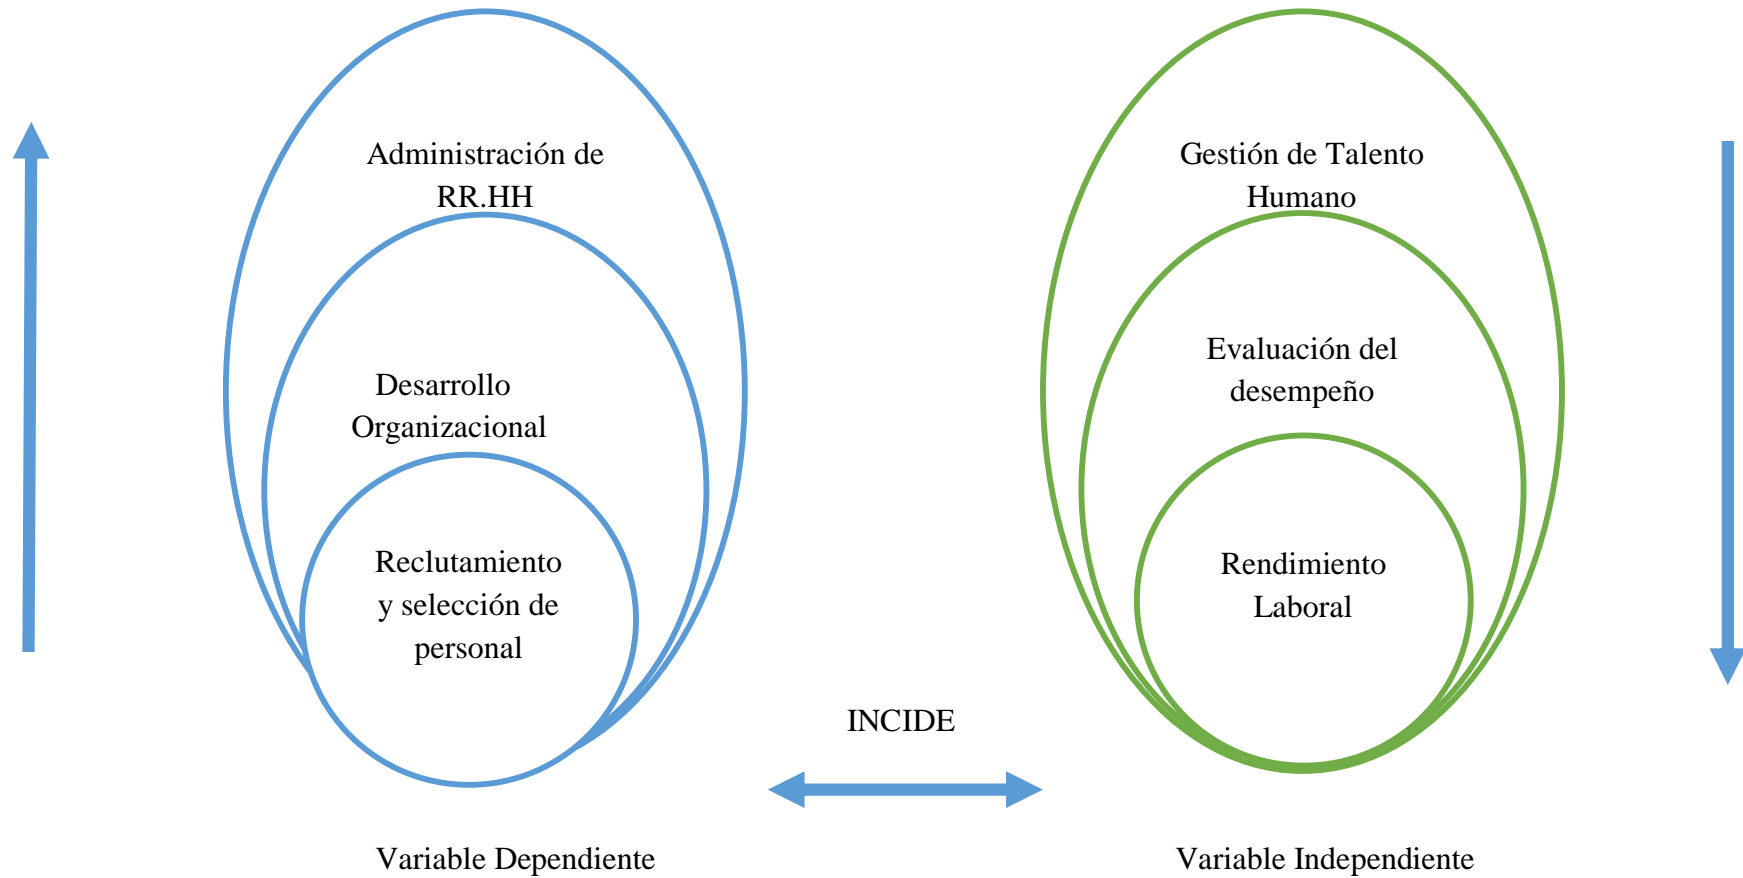 Administración de
RR.HH
Desarrollo
Organizacional
Reclutamiento
y selección de
personal
Gestión de Talento
Humano
Evaluación del
desempeño
Rendimiento
Laboral
INCIDE
Variable Dependiente
Variable Independiente